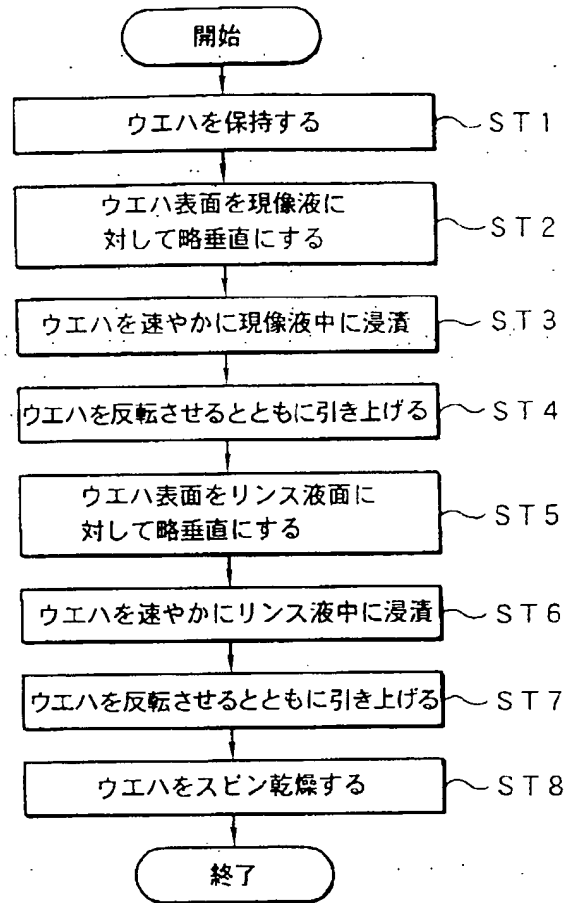 開始
ウエハを保持する
ST1
ウエハ表面を現像液に
対して略垂直にする
ST2
ウエハを速やかに現像液中に浸漬
ST3
ウエハを反転させるとともに引き上げる
ST4
ウエハ表面をリンス液面に
対して略垂直にする
ST5
ウエハを速やかにリンス液中に浸漬
ST6
ウエハを反転させるとともに引き上げる
ST7
ウエハをスピン乾燥する
ST8
終了